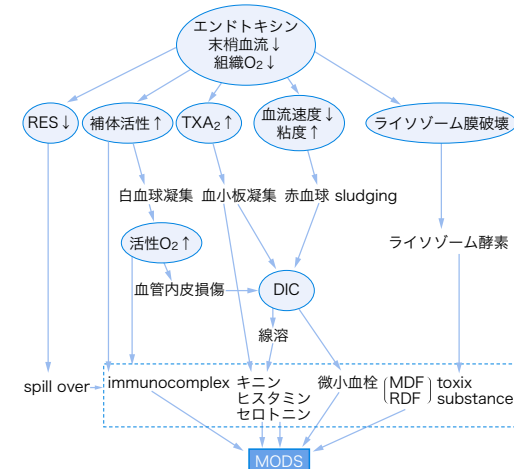 エンドトキシン
末梢血流↓
組織O₂↓
RES↓
補体活性↑
TXA₂↑
血流速度↓
粘度↑
ライソゾーム膜破壊
白血球凝集
血小板凝集
赤血球 sludging
活性O₂↑
ライソゾーム酵素
血管内皮損傷
DIC
線溶
spill over
immunocomplex
キニン
ヒスタミン
セロトニン
微小血栓
MDF
RDF
toxix
substance
MODS